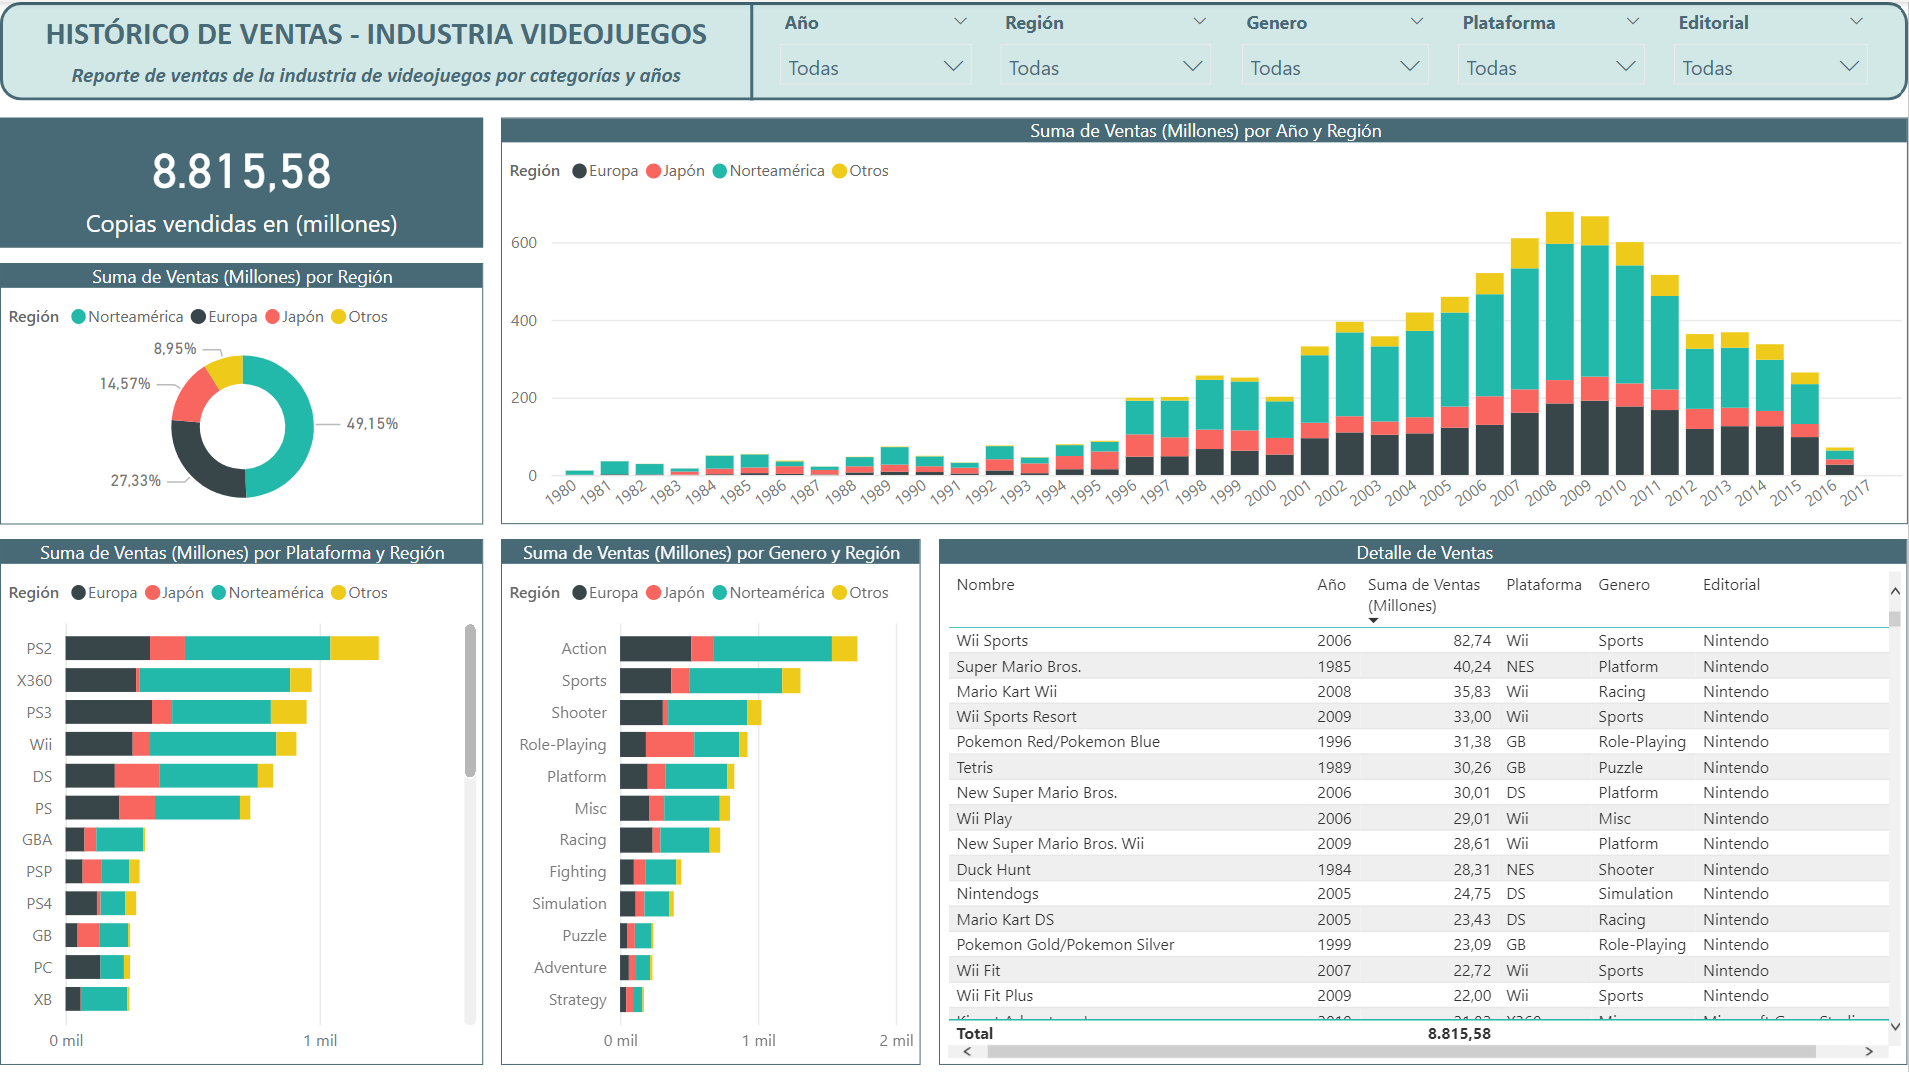 HISTÓRICO DE VENTAS - INDUSTRIA VIDEOJUEGOS
Reporte de ventas de la industria de videojuegos por categorías y años
Año Región Genero Plataforma Editorial
Todas Todas Todas Todas Todas
8.815,58
Copias vendidas en (millones)
Suma de Ventas (Millones) por Región
Región Norteamérica Europa Japón Otros
8,95%
14,57%
49,15%
27,33%
Suma de Ventas (Millones) por Año y Región
Región Europa Japón Norteamérica Otros
600
400
200
0
1980 1981 1982 1983 1984 1985 1986 1987 1988 1989 1990 1991 1992 1993 1994 1995 1996 1997 1998 1999 2000 2001 2002 2003 2004 2005 2006 2007 2008 2009 2010 2011 2012 2013 2014 2015 2016 2017
Suma de Ventas (Millones) por Plataforma y Región
Región Europa Japón Norteamérica Otros
PS2
X360
PS3
Wii
DS
PS
GBA
PSP
PS4
GB
PC
XB
0 mil 1 mil
Suma de Ventas (Millones) por Genero y Región
Región Europa Japón Norteamérica Otros
Action
Sports
Shooter
Role-Playing
Platform
Misc
Racing
Fighting
Simulation
Puzzle
Adventure
Strategy
0 mil 1 mil 2 mil
Detalle de Ventas
Nombre Año Suma de Ventas Plataforma Genero Editorial
(Millones)
Wii Sports 2006 82,74 Wii Sports Nintendo
Super Mario Bros. 1985 40,24 NES Platform Nintendo
Mario Kart Wii 2008 35,83 Wii Racing Nintendo
Wii Sports Resort 2009 33,00 Wii Sports Nintendo
Pokemon Red/Pokemon Blue 1996 31,38 GB Role-Playing Nintendo
Tetris 1989 30,26 GB Puzzle Nintendo
New Super Mario Bros. 2006 30,01 DS Platform Nintendo
Wii Play 2006 29,01 Wii Misc Nintendo
New Super Mario Bros. Wii 2009 28,61 Wii Platform Nintendo
Duck Hunt 1984 28,31 NES Shooter Nintendo
Nintendogs 2005 24,75 DS Simulation Nintendo
Mario Kart DS 2005 23,43 DS Racing Nintendo
Pokemon Gold/Pokemon Silver 1999 23,09 GB Role-Playing Nintendo
Wii Fit 2007 22,72 Wii Sports Nintendo
Wii Fit Plus 2009 22,00 Wii Sports Nintendo
Total 8.815,58